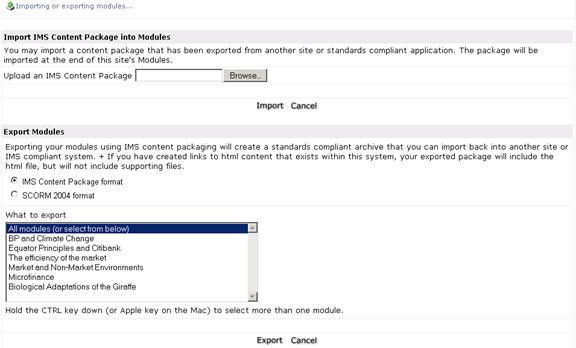 Importing or exporting modules...
Import IMS Content Package into Modules
You may import a content package that has been exported from another site or standards compliant application. The package will be
imported at the end of this site's Modules.
Upload an IMS Content Package Browse..
Import Cancel
Export Modules
Exporting your modules using IMS content packaging will create a standards compliant archive that you can import back into another site or
IMS compliant system. + If you have created links to html content that exists within this system, your exported package will include the
html file, but will not include supporting files.
IMS Content Package format
SCORM 2004 format
What to export
All modules (or select from below)
BP and Climate Change
Equator Principles and Citibank
The efficiency of the market
Market and Non-Market Environments
Microfinance
Biological Adaptations of the Giraffe
Hold the CTRL key down (or Apple key on the Mac) to select more than one module.
Export Cancel